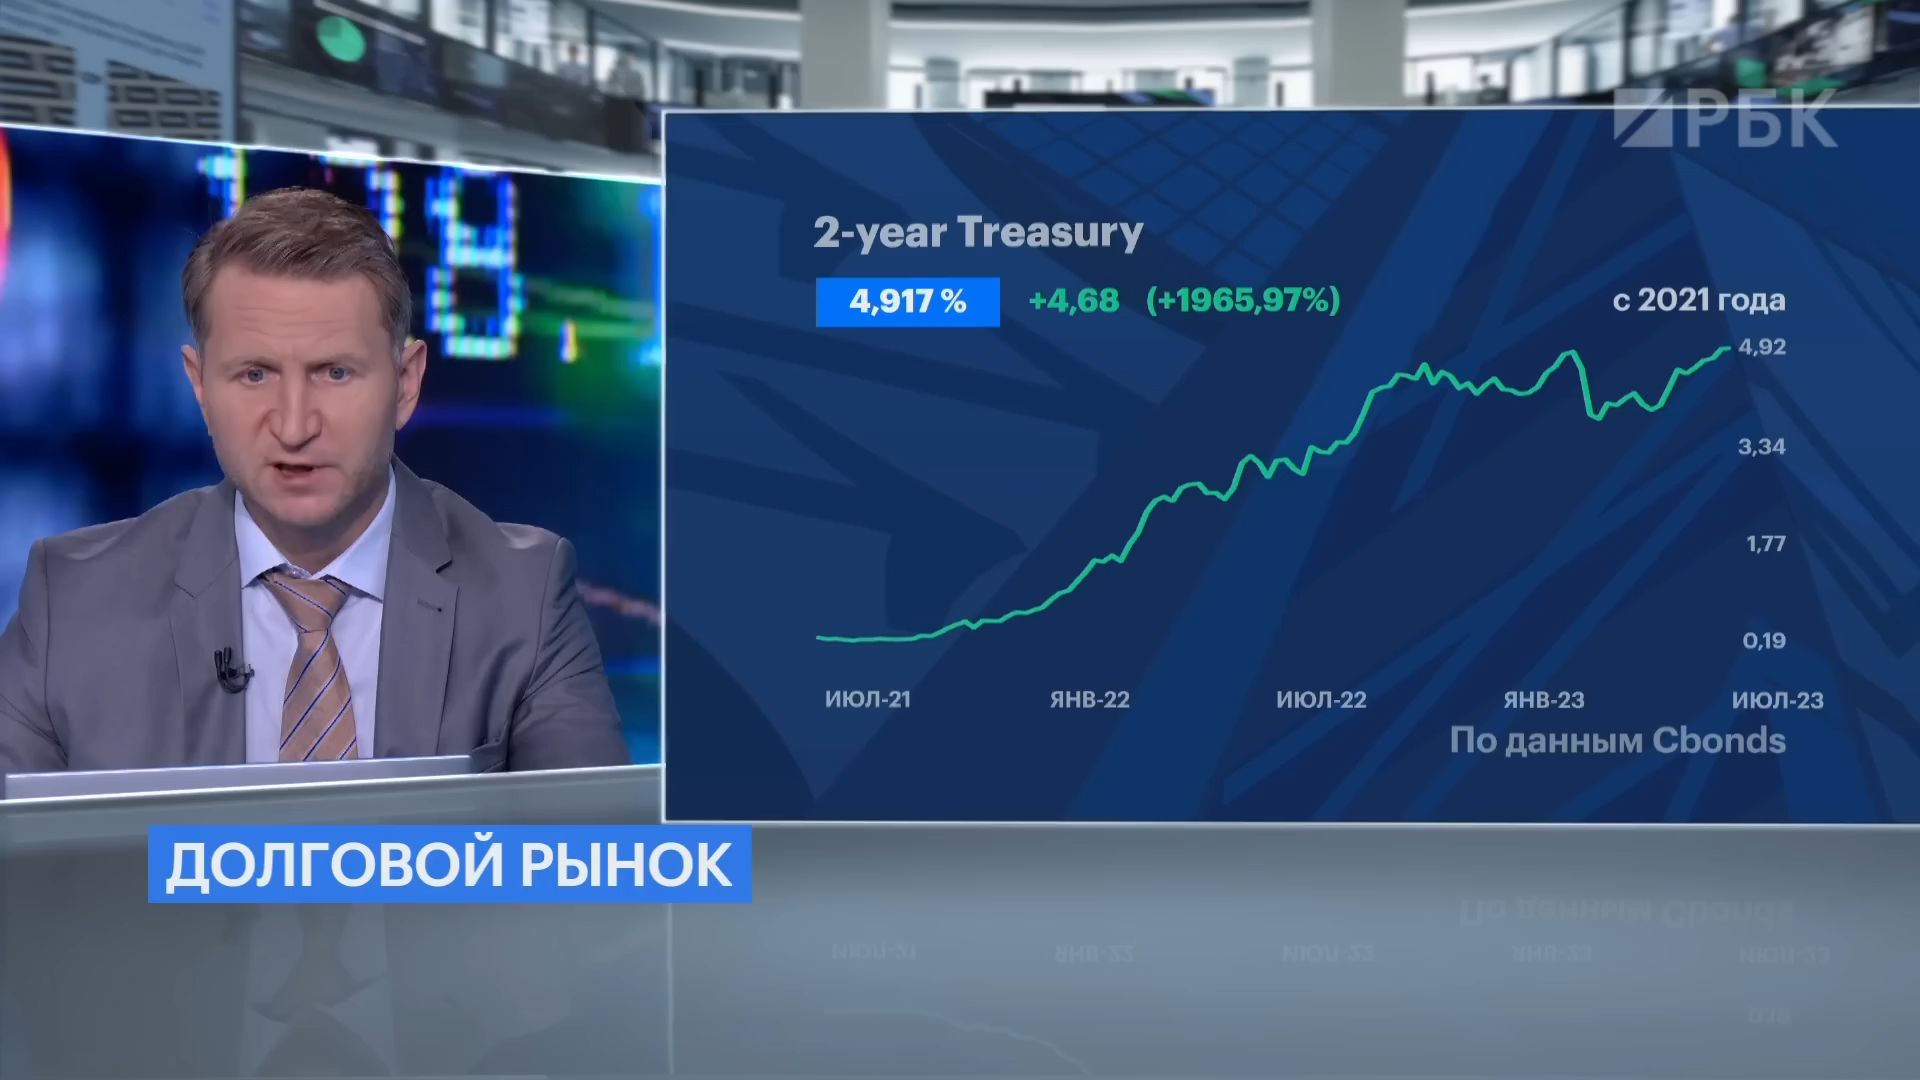 РБК
2-year Treasury
4,917 % +4,68 (+1965,97%) с 2021 года
4,92
3,34
1,77
0,19
ИЮЛ-21 ЯНВ-22 ИЮЛ-22 ЯНВ-23 ИЮЛ-23
По данным Cbonds
ДОЛГОВОЙ РЫНОК